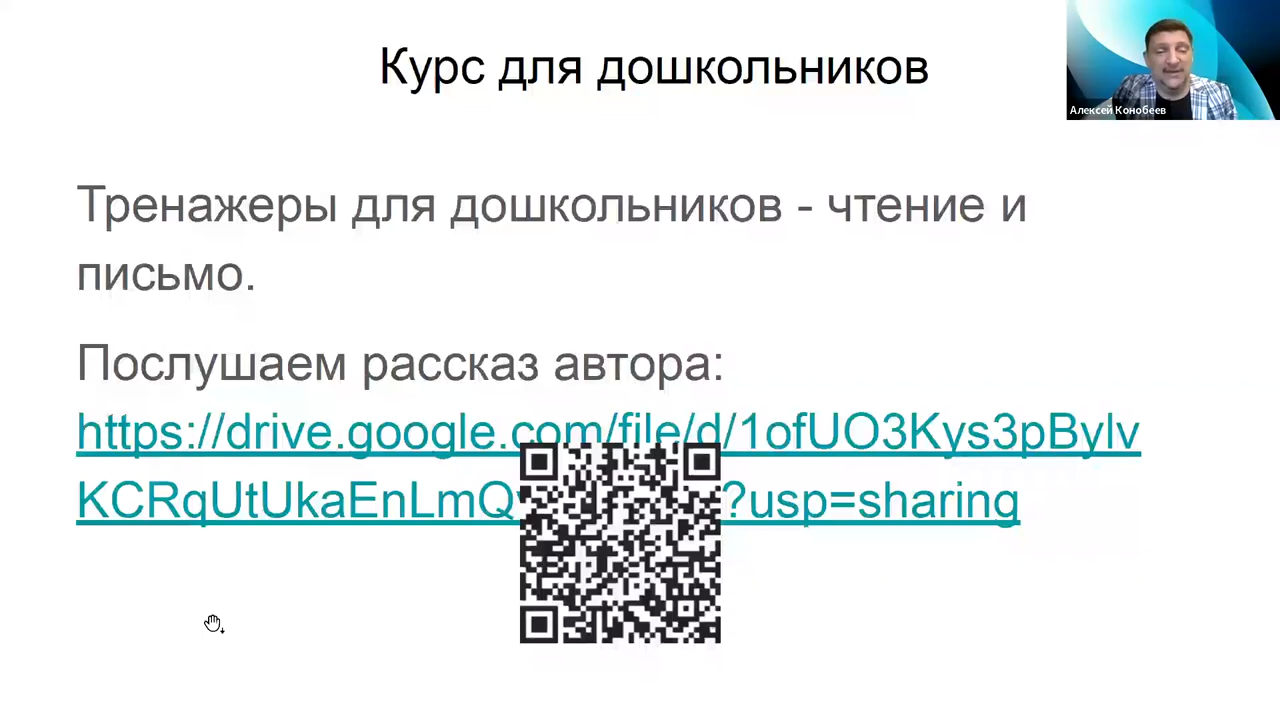 Курс для дошкольников
Алексей Конобеев
Тренажеры для дошкольников - чтение и
письмо.
Послушаем рассказ автора:
https://drive.google.com/file/d/1ofUO3Kys3pBylv
KCRqUtUkaEnLmQ ?usp=sharing